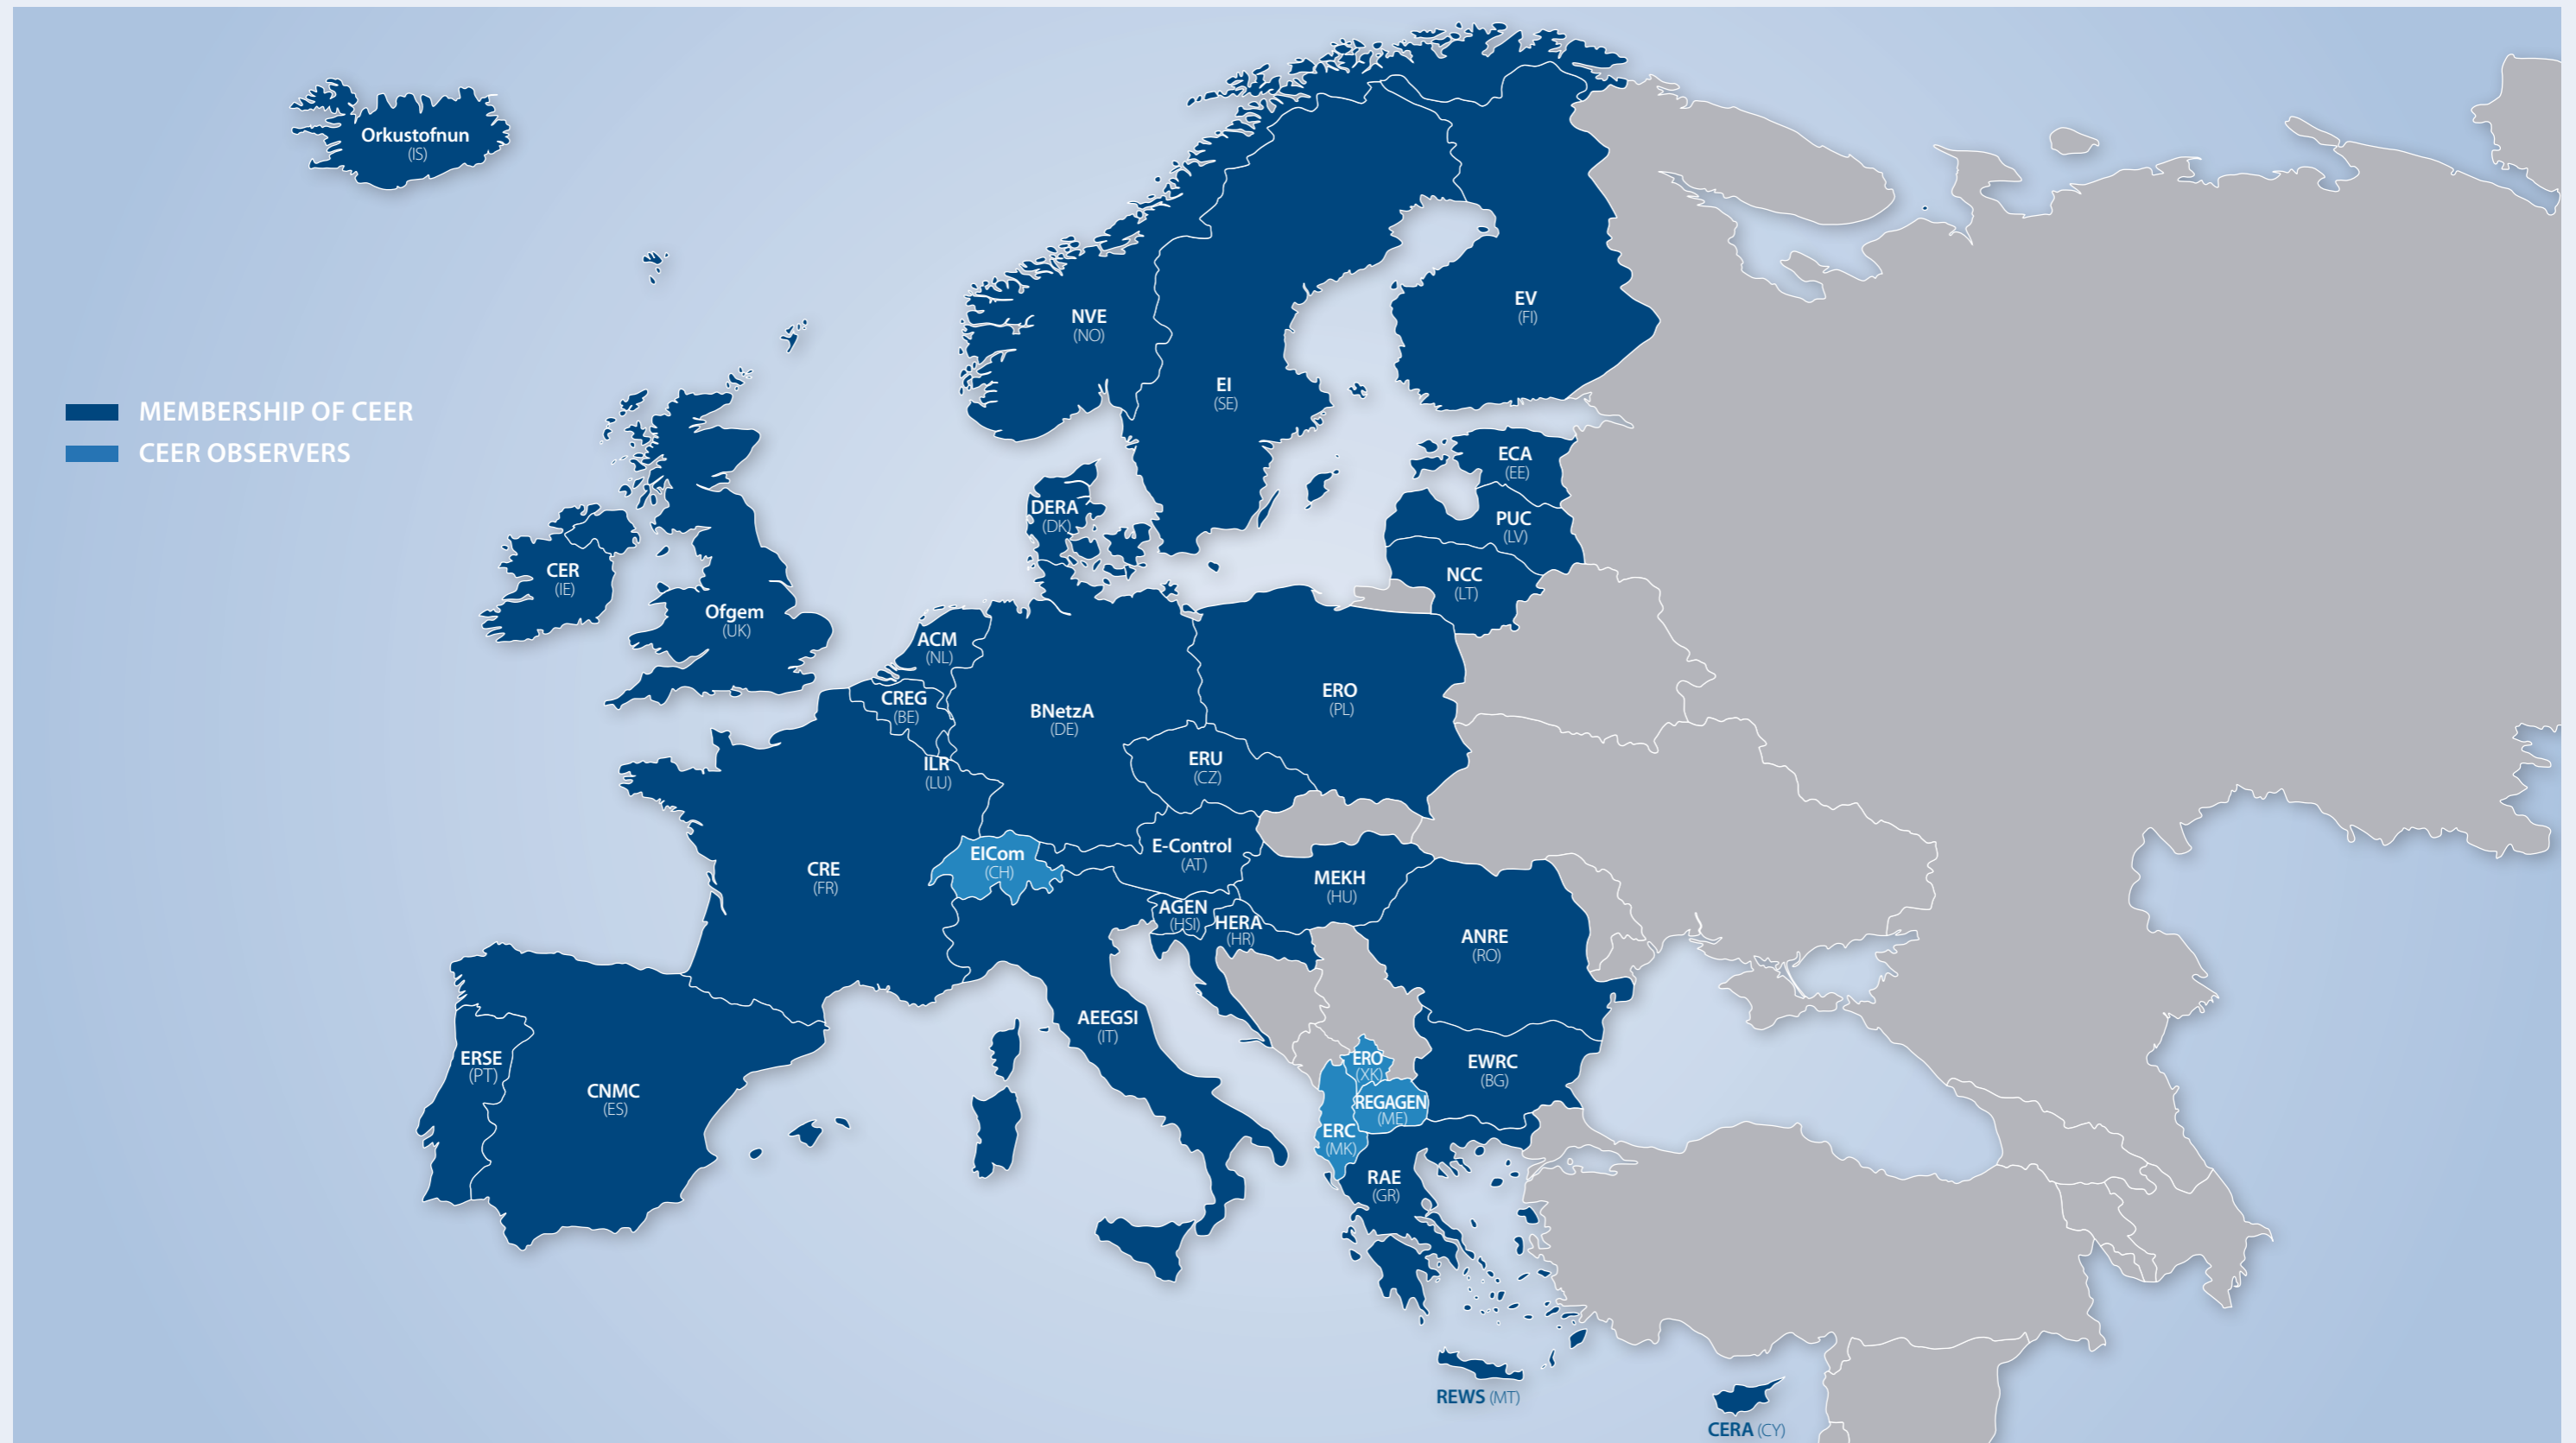 Orkustofnun
(IS)
NVE
(NO)
EV
(FI)
EI
(SE)
MEMBERSHIP OF CEER
CEER OBSERVERS
ECA
(EE)
DERA
(DK)
PUC
(LV)
CER
(IE)
NCC
(LT)
Ofgem
(UK)
ACM
(NL)
CREG
(BE)
BNetzA
(DE)
ERO
(PL)
ILR
(LU)
ERU
(CZ)
E-Control
(AT)
ElCom
(CH)
CRE
(FR)
MEKH
(HU)
AGEN
(HSI)
HERA
(HR)
ANRE
(RO)
AEEGSI
(IT)
ERSE
(PT)
CNMC
(ES)
ERO
(XK)
EWRC
(BG)
REGAGEN
(ME)
ERC
(MK)
RAE
(GR)
REWS (MT)
CERA (CY)